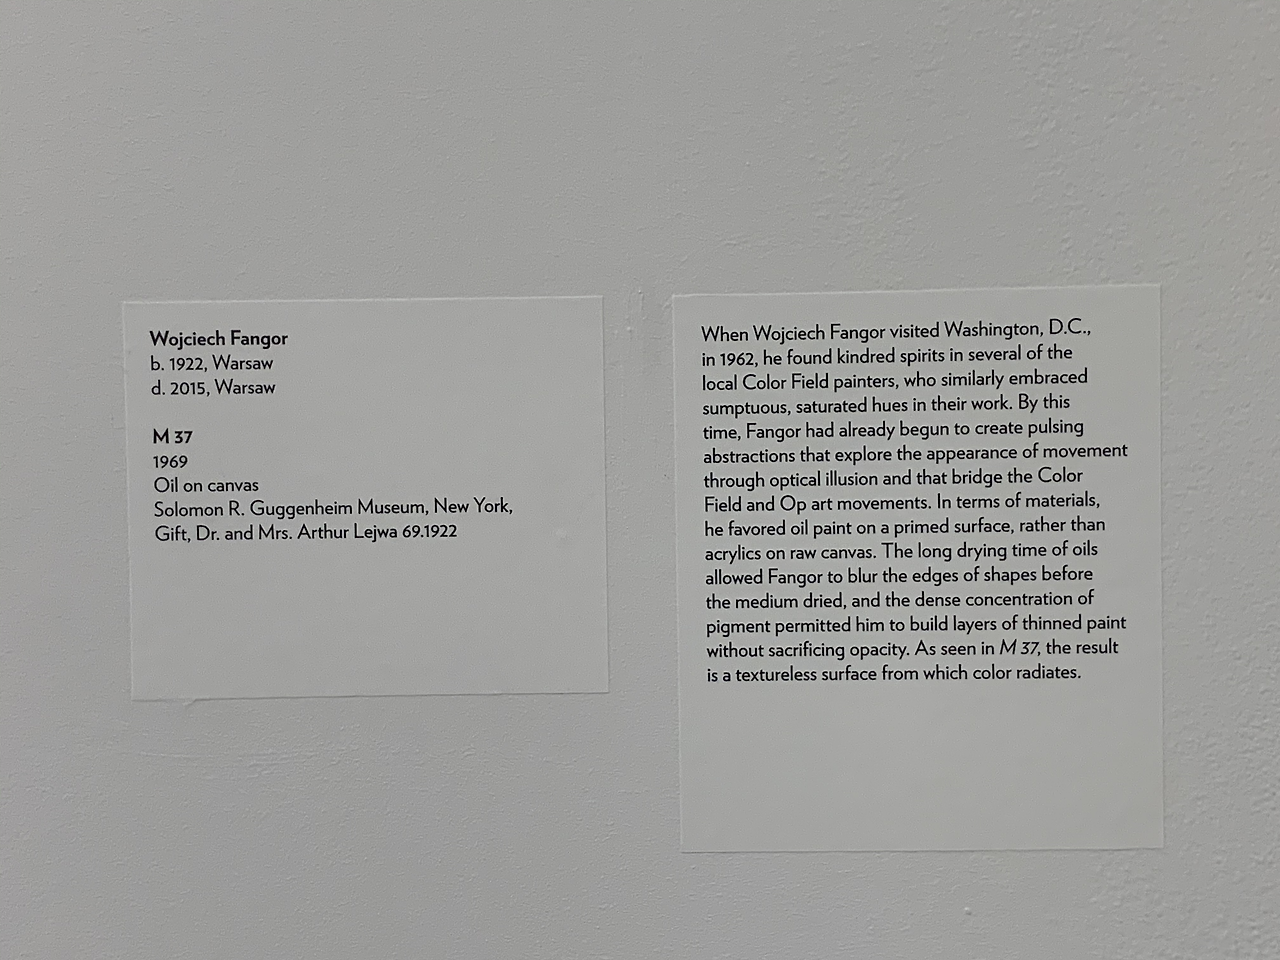 Wojciech Fangor
b. 1922, Warsaw
d. 2015, Warsaw
M 37
1969
Oil on canvas
Solomon R. Guggenheim Museum, New York,
Gift, Dr. and Mrs. Arthur Lejwa 69.1922
When Wojciech Fangor visited Washington, D.C.,
in 1962, he found kindred spirits in several of the
local Color Field painters, who similarly embraced
sumptuous, saturated hues in their work. By this
time, Fangor had already begun to create pulsing
abstractions that explore the appearance of movement
through optical illusion and that bridge the Color
Field and Op art movements. In terms of materials,
he favored oil paint on a primed surface, rather than
acrylics on raw canvas. The long drying time of oils
allowed Fangor to blur the edges of shapes before
the medium dried, and the dense concentration of
pigment permitted him to build layers of thinned paint
without sacrificing opacity. As seen in M 37, the result
is a textureless surface from which color radiates.